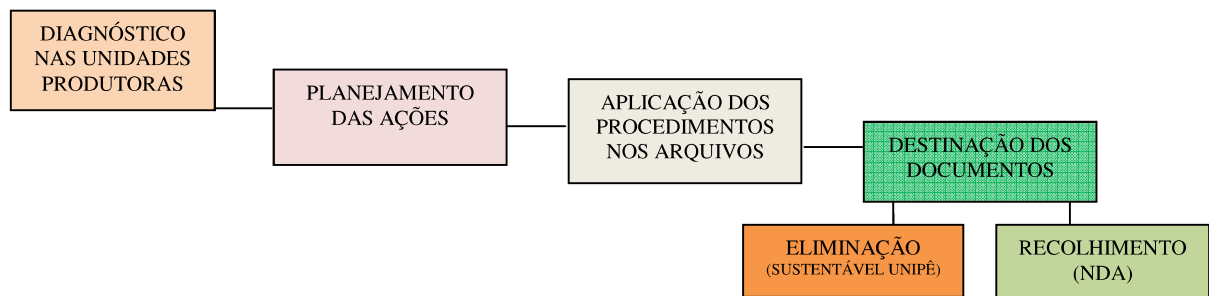 DIAGNÓSTICO
NAS UNIDADES
PRODUTORAS
PLANEJAMENTO
DAS AÇÕES
APLICAÇÃO DOS
PROCEDIMENTOS
NOS ARQUIVOS
DESTINAÇÃO DOS
DOCUMENTOS
ELIMINAÇÃO
(SUSTENTÁVEL UNIPÊ)
RECOLHIMENTO
(NDA)